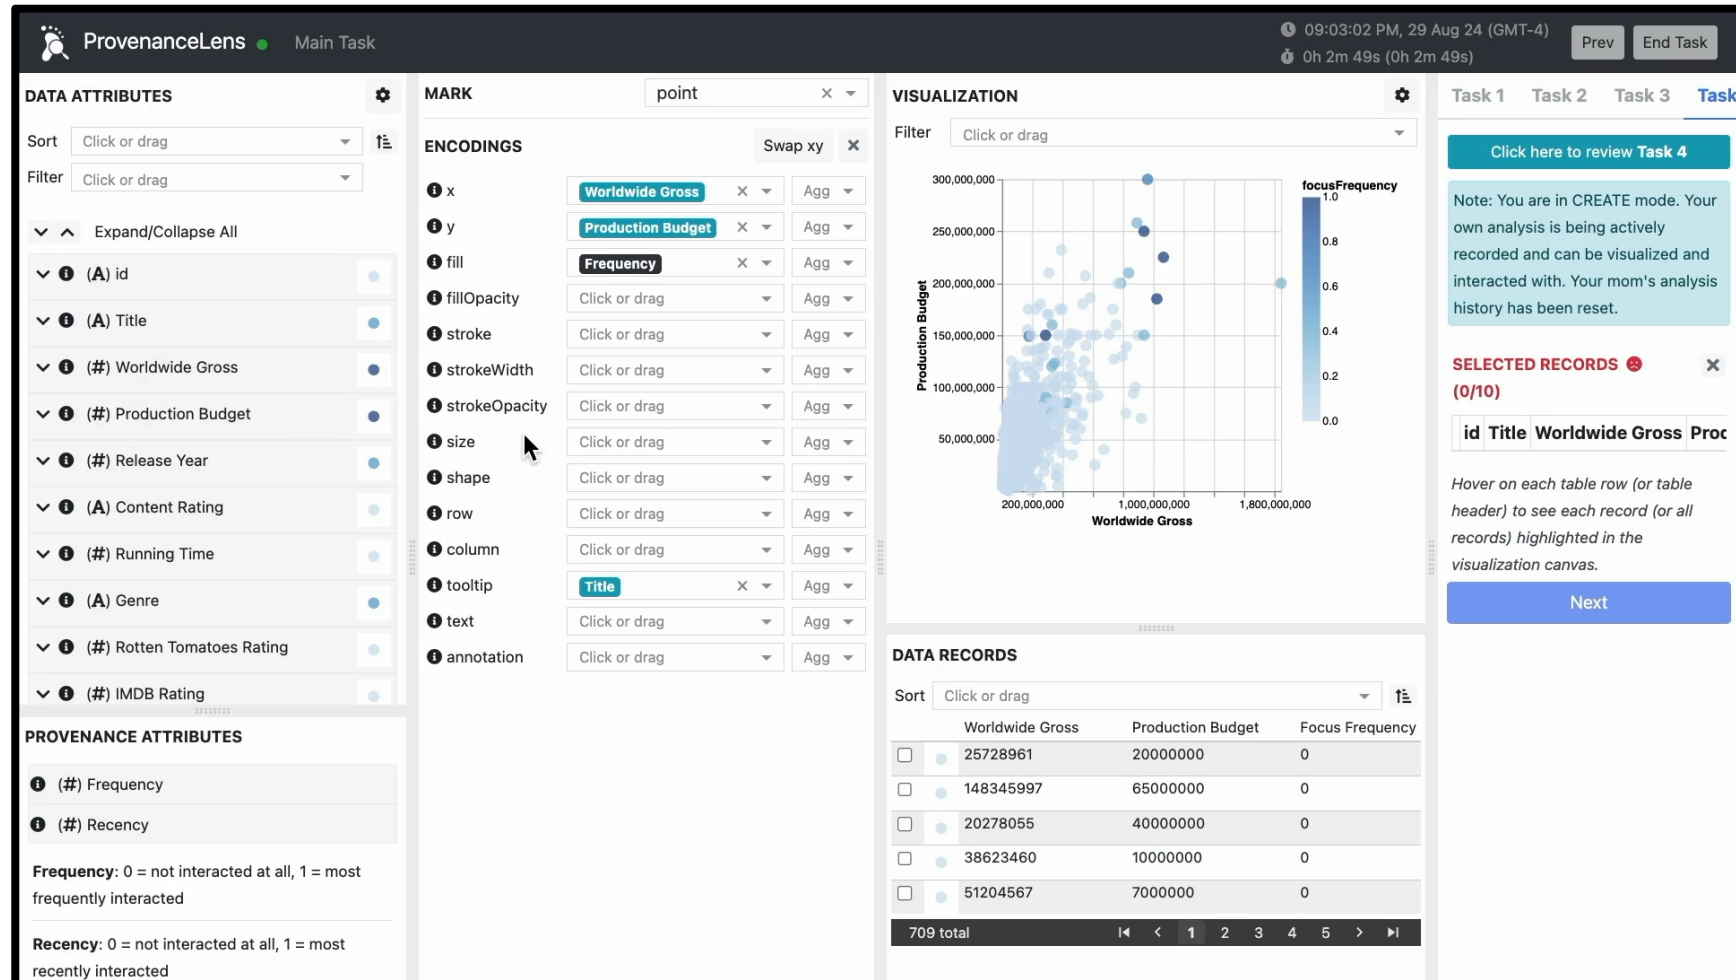 ProvenanceLens Main Task
09:03:02 PM, 29 Aug 24 (GMT-4)
0h 2m 49s (0h 2m 49s)
Prev End Task
DATA ATTRIBUTES
Sort Click or drag
Filter Click or drag
Expand/Collapse All
(A) id
(A) Title
(#) Worldwide Gross
(#) Production Budget
(#) Release Year
(A) Content Rating
(#) Running Time
(A) Genre
(#) Rotten Tomatoes Rating
(#) IMDB Rating
PROVENANCE ATTRIBUTES
(#) Frequency
(#) Recency
Frequency: 0 = not interacted at all, 1 = most
frequently interacted
Recency: 0 = not interacted at all, 1 = most
recently interacted
MARK point
ENCODINGS Swap xy
x Worldwide Gross Agg
y Production Budget Agg
fill Frequency Agg
fillOpacity Click or drag Agg
stroke Click or drag Agg
strokeWidth Click or drag Agg
strokeOpacity Click or drag Agg
size Click or drag Agg
shape Click or drag Agg
row Click or drag Agg
column Click or drag Agg
tooltip Title Agg
text Click or drag Agg
annotation Click or drag Agg
VISUALIZATION
Filter Click or drag
300,000,000
250,000,000
200,000,000
150,000,000
100,000,000
50,000,000
Production Budget
200,000,000 1,000,000,000 1,800,000,000
Worldwide Gross
focusFrequency
1.0
0.8
0.6
0.4
0.2
0.0
DATA RECORDS
Sort Click or drag
Worldwide Gross Production Budget Focus Frequency
25728961 20000000 0
148345997 65000000 0
20278055 40000000 0
38623460 10000000 0
51204567 7000000 0
709 total 1 2 3 4 5
Task 1 Task 2 Task 3 Task
Click here to review Task 4
Note: You are in CREATE mode. Your
own analysis is being actively
recorded and can be visualized and
interacted with. Your mom's analysis
history has been reset.
SELECTED RECORDS
(0/10)
id Title Worldwide Gross Proc
Hover on each table row (or table
header) to see each record (or all
records) highlighted in the
visualization canvas.
Next